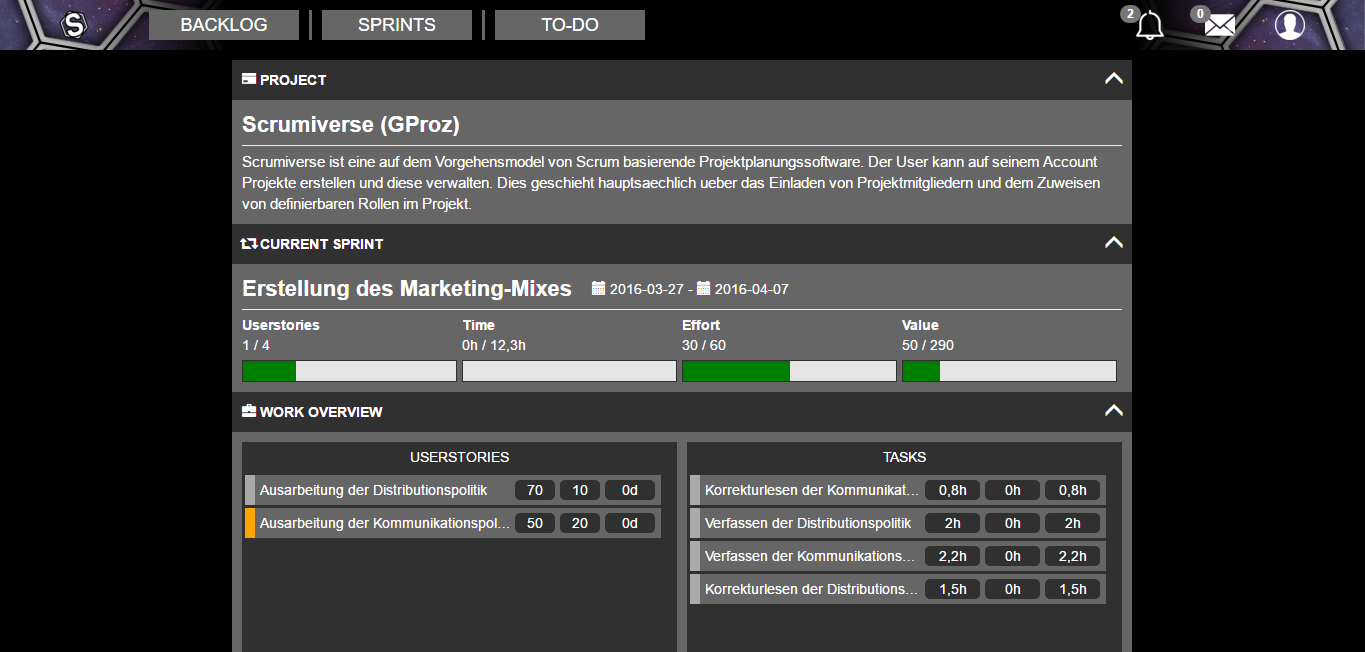 S BACKLOG SPRINTS TO-DO 2 0
PROJECT
Scrumiverse (GProz)
Scrumiverse ist eine auf dem Vorgehensmodel von Scrum basierende Projektplanungssoftware. Der User kann auf seinem Account
Projekte erstellen und diese verwalten. Dies geschieht hauptsaechlich ueber das Einladen von Projektmitgliedern und dem Zuweisen
von definierbaren Rollen im Projekt.
CURRENT SPRINT
Erstellung des Marketing-Mixes 2016-03-27 - 2016-04-07
Userstories Time Effort Value
1 / 4 0h / 12,3h 30 / 60 50 / 290
WORK OVERVIEW
USERSTORIES
Ausarbeitung der Distributionspolitik 70 10 0d
Ausarbeitung der Kommunikationspol... 50 20 0d
TASKS
Korrekturlesen der Kommunikat... 0,8h 0h 0,8h
Verfassen der Distributionspolitik 2h 0h 2h
Verfassen der Kommunikations... 2,2h 0h 2,2h
Korrekturlesen der Distributions... 1,5h 0h 1,5h